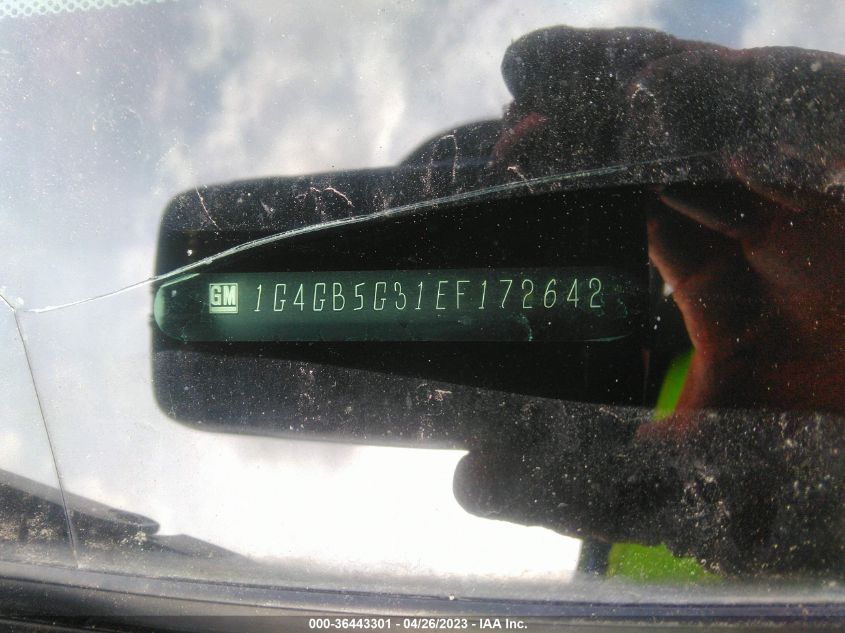 GM 1G4GB5G31EF172642
000-36443301 - 04/26/2023 - IAA Inc.